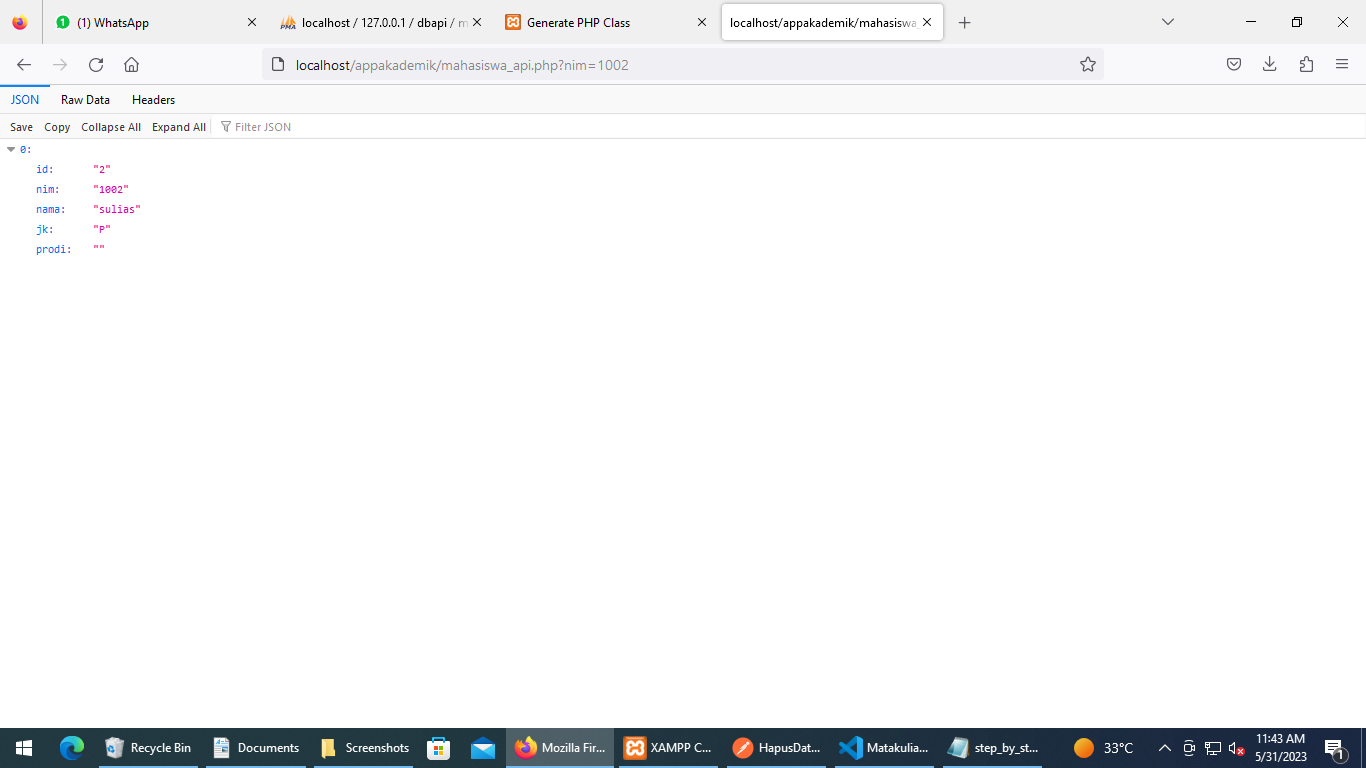 (1) WhatsApp
localhost / 127.0.0.1 / dbapi / m
Generate PHP Class
localhost/appakademik/mahasiswa_
localhost/appakademik/mahasiswa_api.php?nim=1002
JSON Raw Data Headers
Save Copy Collapse All Expand All Filter JSON
0:
id: "2"
nim: "1002"
nama: "sulias"
jk: "P"
prodi: ""
Recycle Bin Documents Screenshots Mozilla Fir... XAMPP C... HapusDat... Matakulia... step_by_st... 33°C
11:43 AM
5/31/2023
1